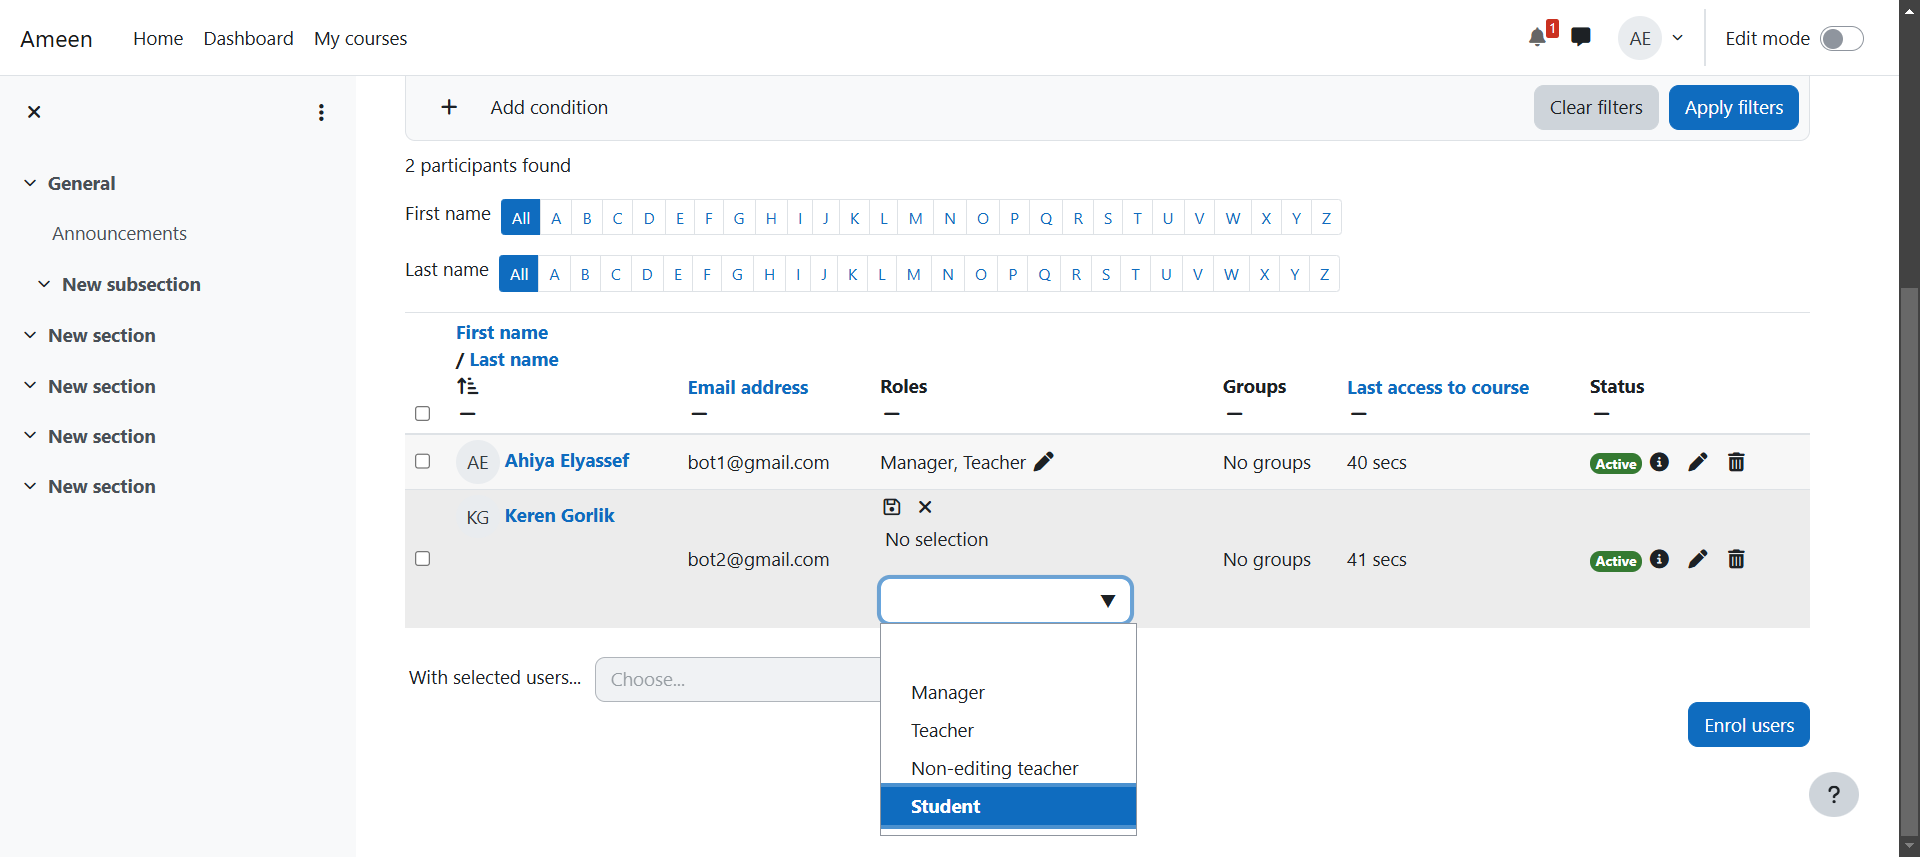 Ameen
Home
Dashboard
My courses
1
AE
Edit mode
General
Announcements
New subsection
New section
New section
New section
New section
Add condition
Clear filters
Apply filters
2 participants found
First name All A B C D E F G H I J K L M N O P Q R S T U V W X Y Z
Last name All A B C D E F G H I J K L M N O P Q R S T U V W X Y Z
First name
/ Last name
Email address
Roles
Groups
Last access to course
Status
AE Ahiya Elyassef bot1@gmail.com Manager, Teacher No groups 40 secs Active
KG Keren Gorlik
No selection
bot2@gmail.com No groups 41 secs Active
With selected users... Choose...
Manager
Teacher
Non-editing teacher
Student
Enrol users
?